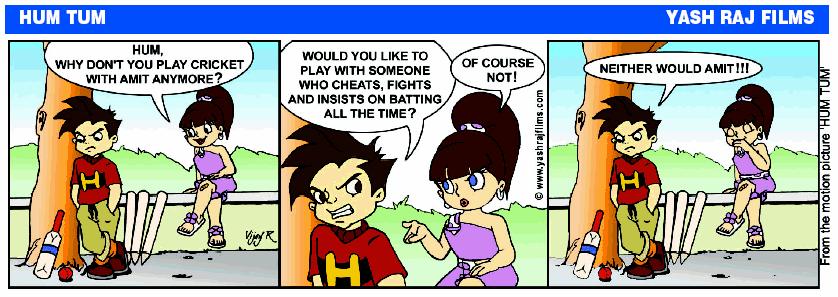 HUM TUM
YASH RAJ FILMS
HUM,
WHY DON'T YOU PLAY CRICKET
WITH AMIT ANYMORE?
H
Vijay R
WOULD YOU LIKE TO
PLAY WITH SOMEONE
WHO CHEATS, FIGHTS
AND INSISTS ON BATTING
ALL THE TIME?
OF COURSE
NOT!
H
© www.yashrajfilms.com
NEITHER WOULD AMIT!!!
H
From the motion picture 'HUM TUM'